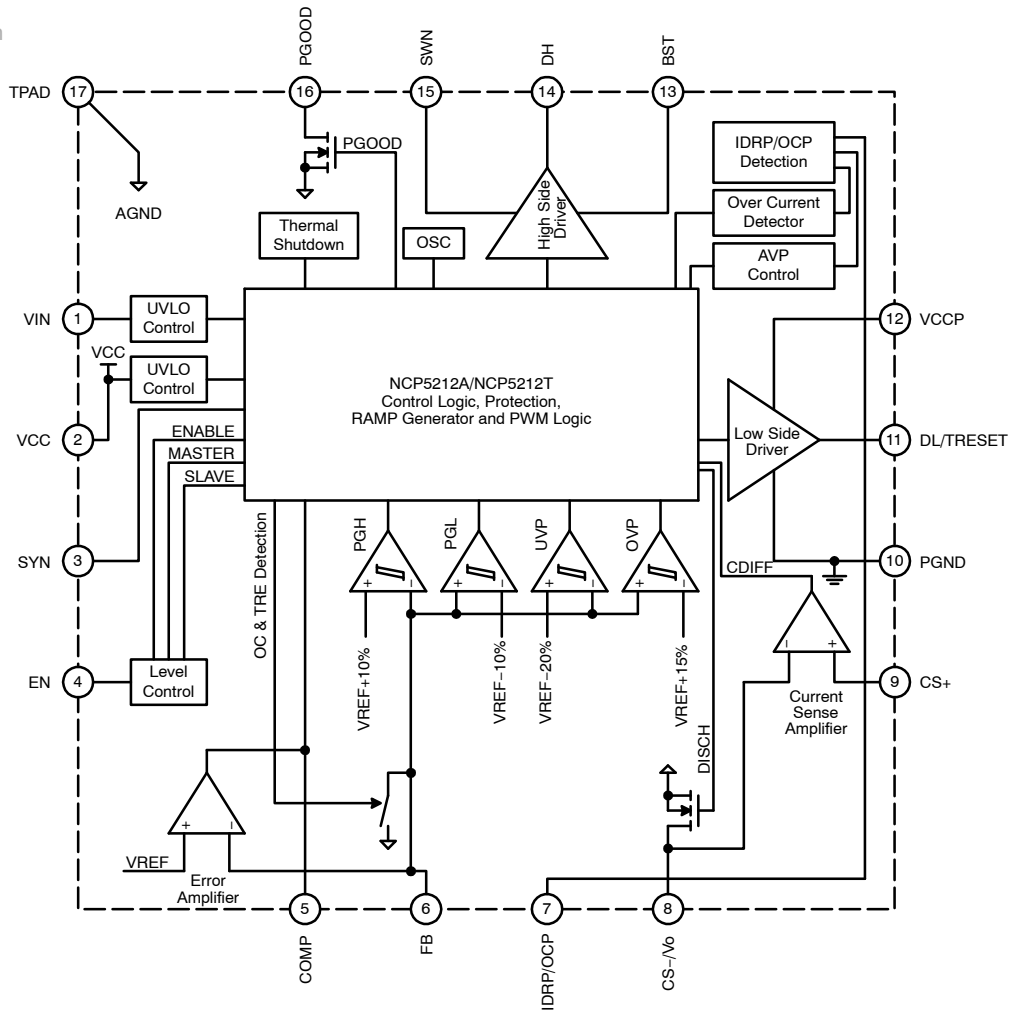 PGOOD
SWN
DH
BST
TPAD
17
16
15
14
13
PGOOD
AGND
High Side
Driver
IDRP/OCP
Detection
Over Current
Detector
AVP
Control
Thermal
Shutdown
OSC
VIN
1
UVLO
Control
12
VCCP
VCC
UVLO
Control
VCC
2
NCP5212A/NCP5212T
Control Logic, Protection,
RAMP Generator and PWM Logic
Low Side
Driver
11
DL/TRESET
ENABLE
MASTER
SLAVE
SYN
3
OC & TRE Detection
PGH
PGL
UVP
OVP
+
−
+
−
+
−
+
−
CDIFF
10
PGND
VREF+10%
VREF−10%
VREF−20%
VREF+15%
−
+
EN
4
Level
Control
9
CS+
Current
Sense
Amplifier
DISCH
+
−
VREF
Error
Amplifier
5
6
7
8
COMP
FB
IDRP/OCP
CS−/Vo